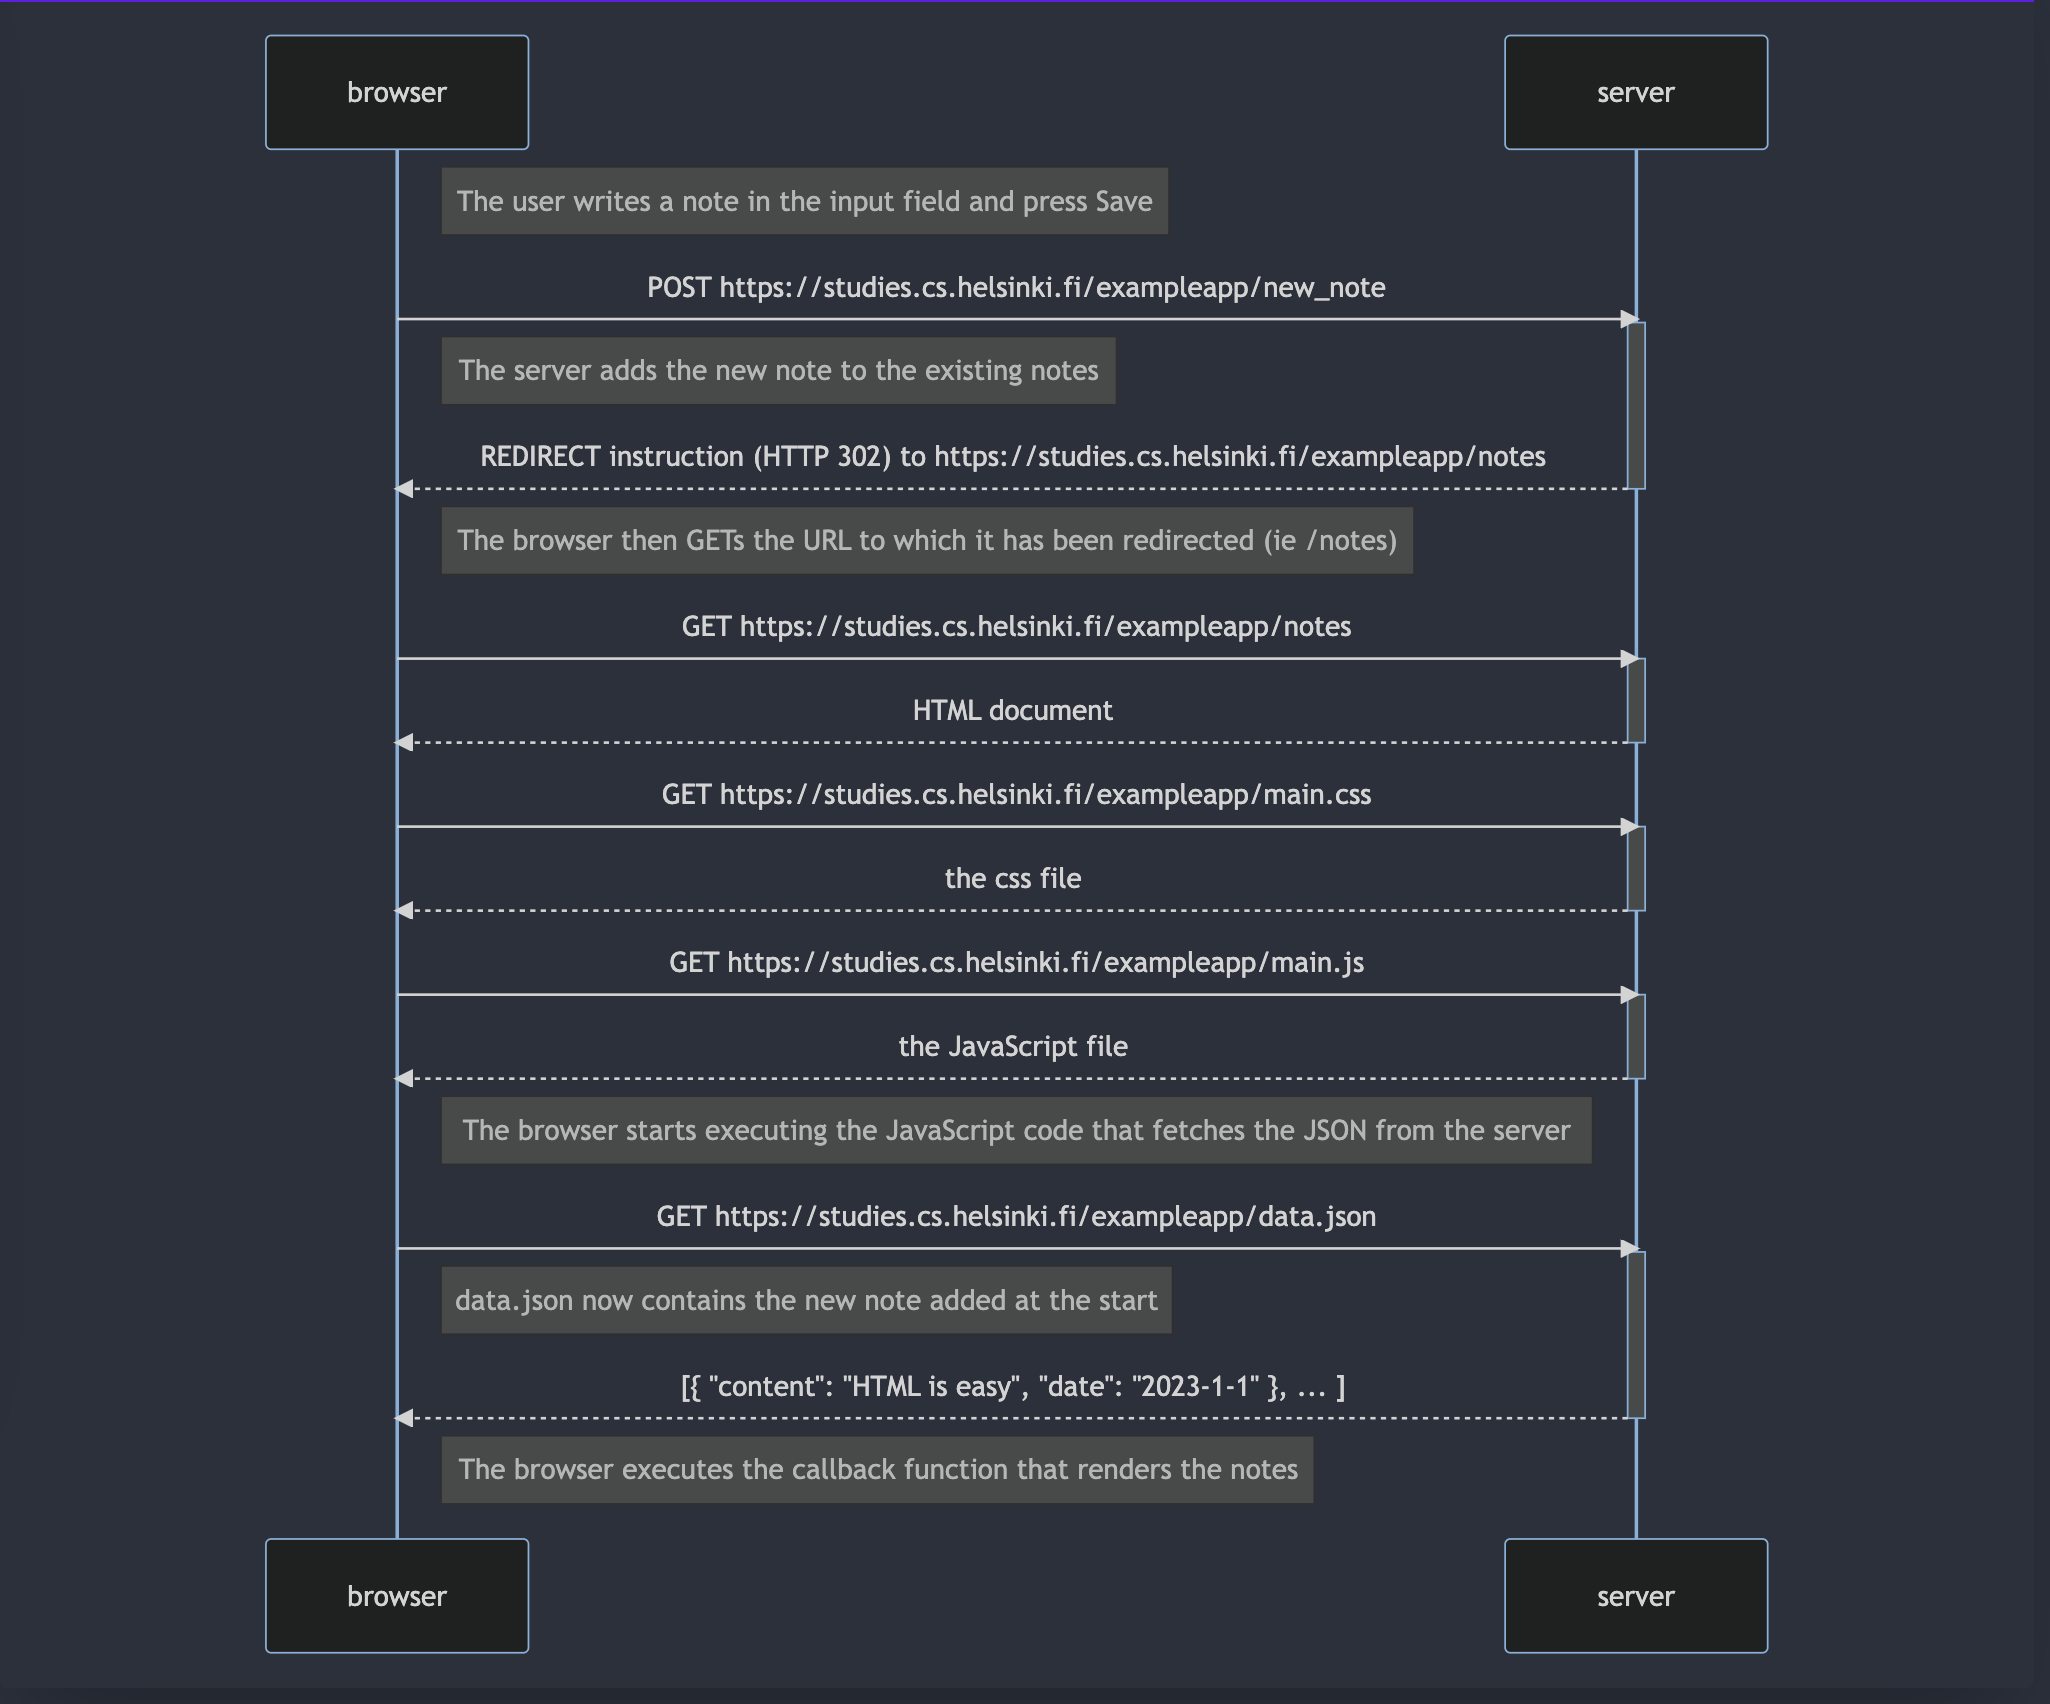 browser
server
The user writes a note in the input field and press Save
POST https://studies.cs.helsinki.fi/exampleapp/new_note
The server adds the new note to the existing notes
REDIRECT instruction (HTTP 302) to https://studies.cs.helsinki.fi/exampleapp/notes
The browser then GETs the URL to which it has been redirected (ie /notes)
GET https://studies.cs.helsinki.fi/exampleapp/notes
HTML document
GET https://studies.cs.helsinki.fi/exampleapp/main.css
the css file
GET https://studies.cs.helsinki.fi/exampleapp/main.js
the JavaScript file
The browser starts executing the JavaScript code that fetches the JSON from the server
GET https://studies.cs.helsinki.fi/exampleapp/data.json
data.json now contains the new note added at the start
[{ "content": "HTML is easy", "date": "2023-1-1" }, ... ]
The browser executes the callback function that renders the notes
browser
server